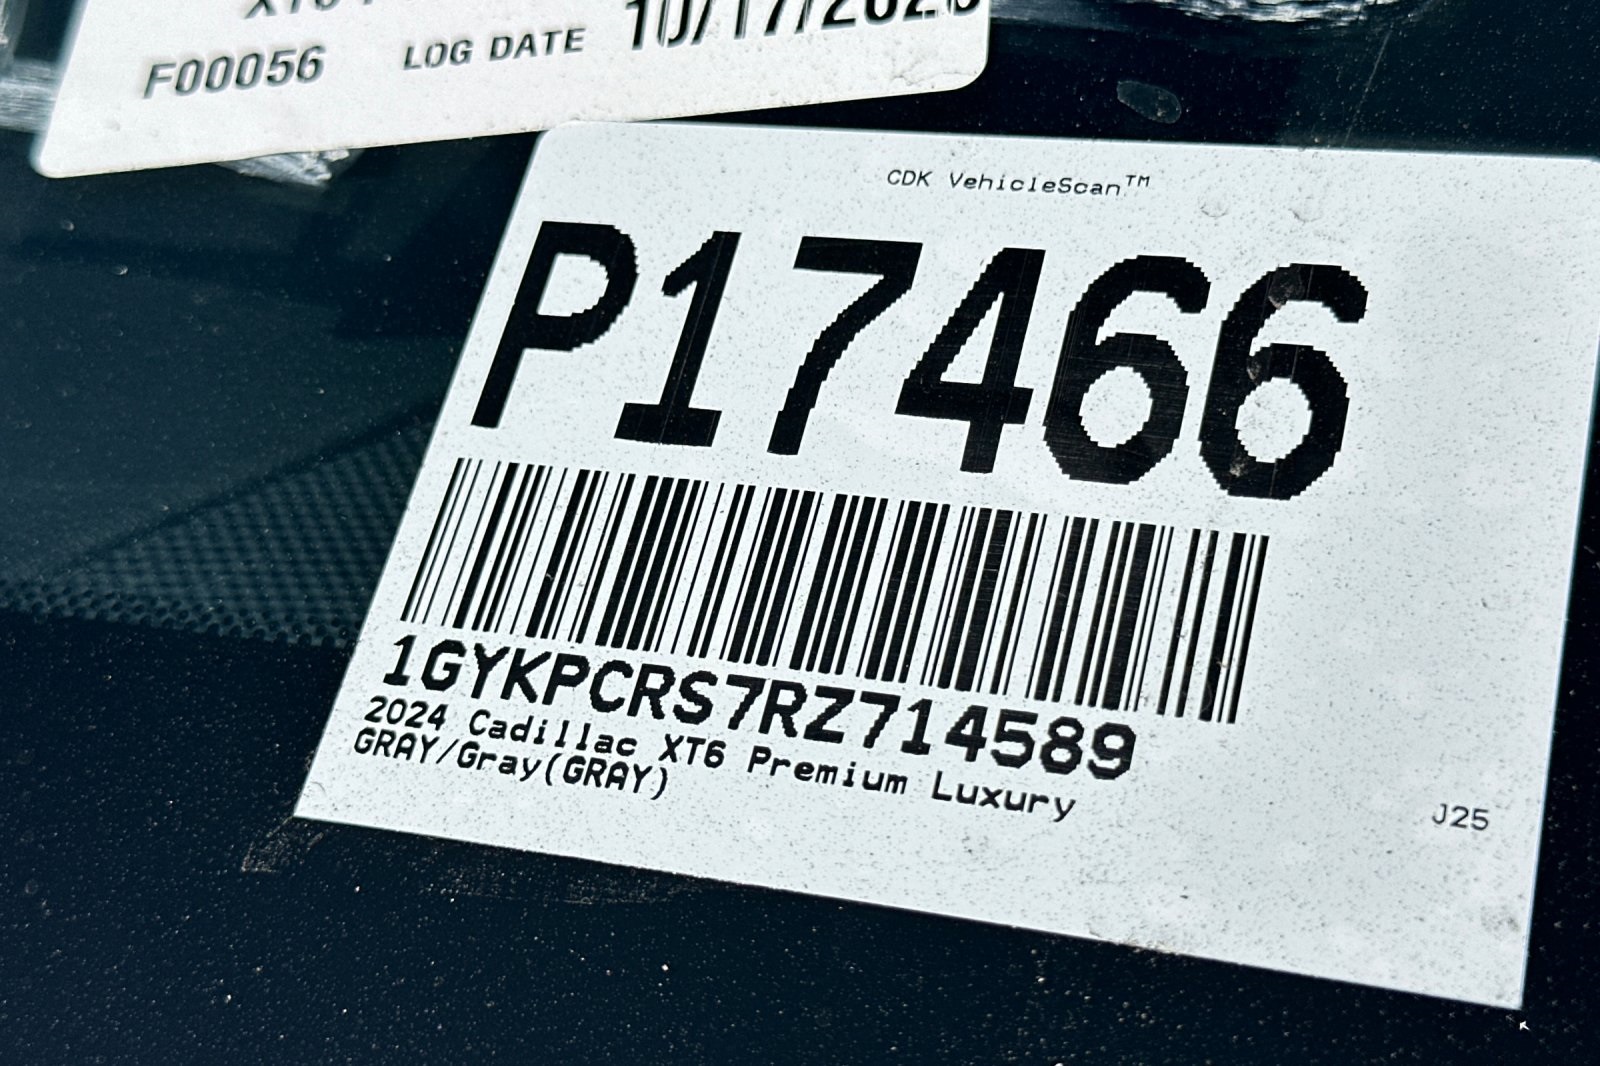 F00056 LOG DATE
CDK VehicleScan™
P17466
1GYKPCRS7RZ714589
2024 Cadillac XT6 Premium Luxury
GRAY/Gray(GRAY)
J25